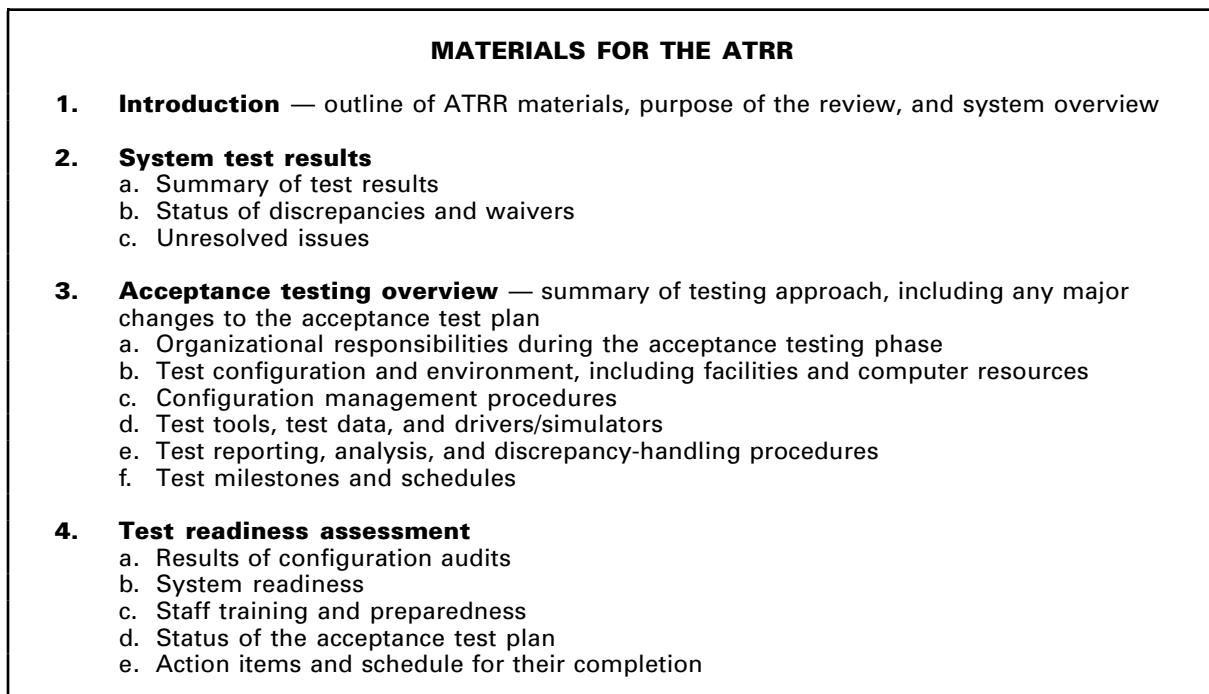 MATERIALS FOR THE ATRR
1. Introduction — outline of ATRR materials, purpose of the review, and system overview
2. System test results
a. Summary of test results
b. Status of discrepancies and waivers
c. Unresolved issues
3. Acceptance testing overview — summary of testing approach, including any major
changes to the acceptance test plan
a. Organizational responsibilities during the acceptance testing phase
b. Test configuration and environment, including facilities and computer resources
c. Configuration management procedures
d. Test tools, test data, and drivers/simulators
e. Test reporting, analysis, and discrepancy-handling procedures
f. Test milestones and schedules
4. Test readiness assessment
a. Results of configuration audits
b. System readiness
c. Staff training and preparedness
d. Status of the acceptance test plan
e. Action items and schedule for their completion